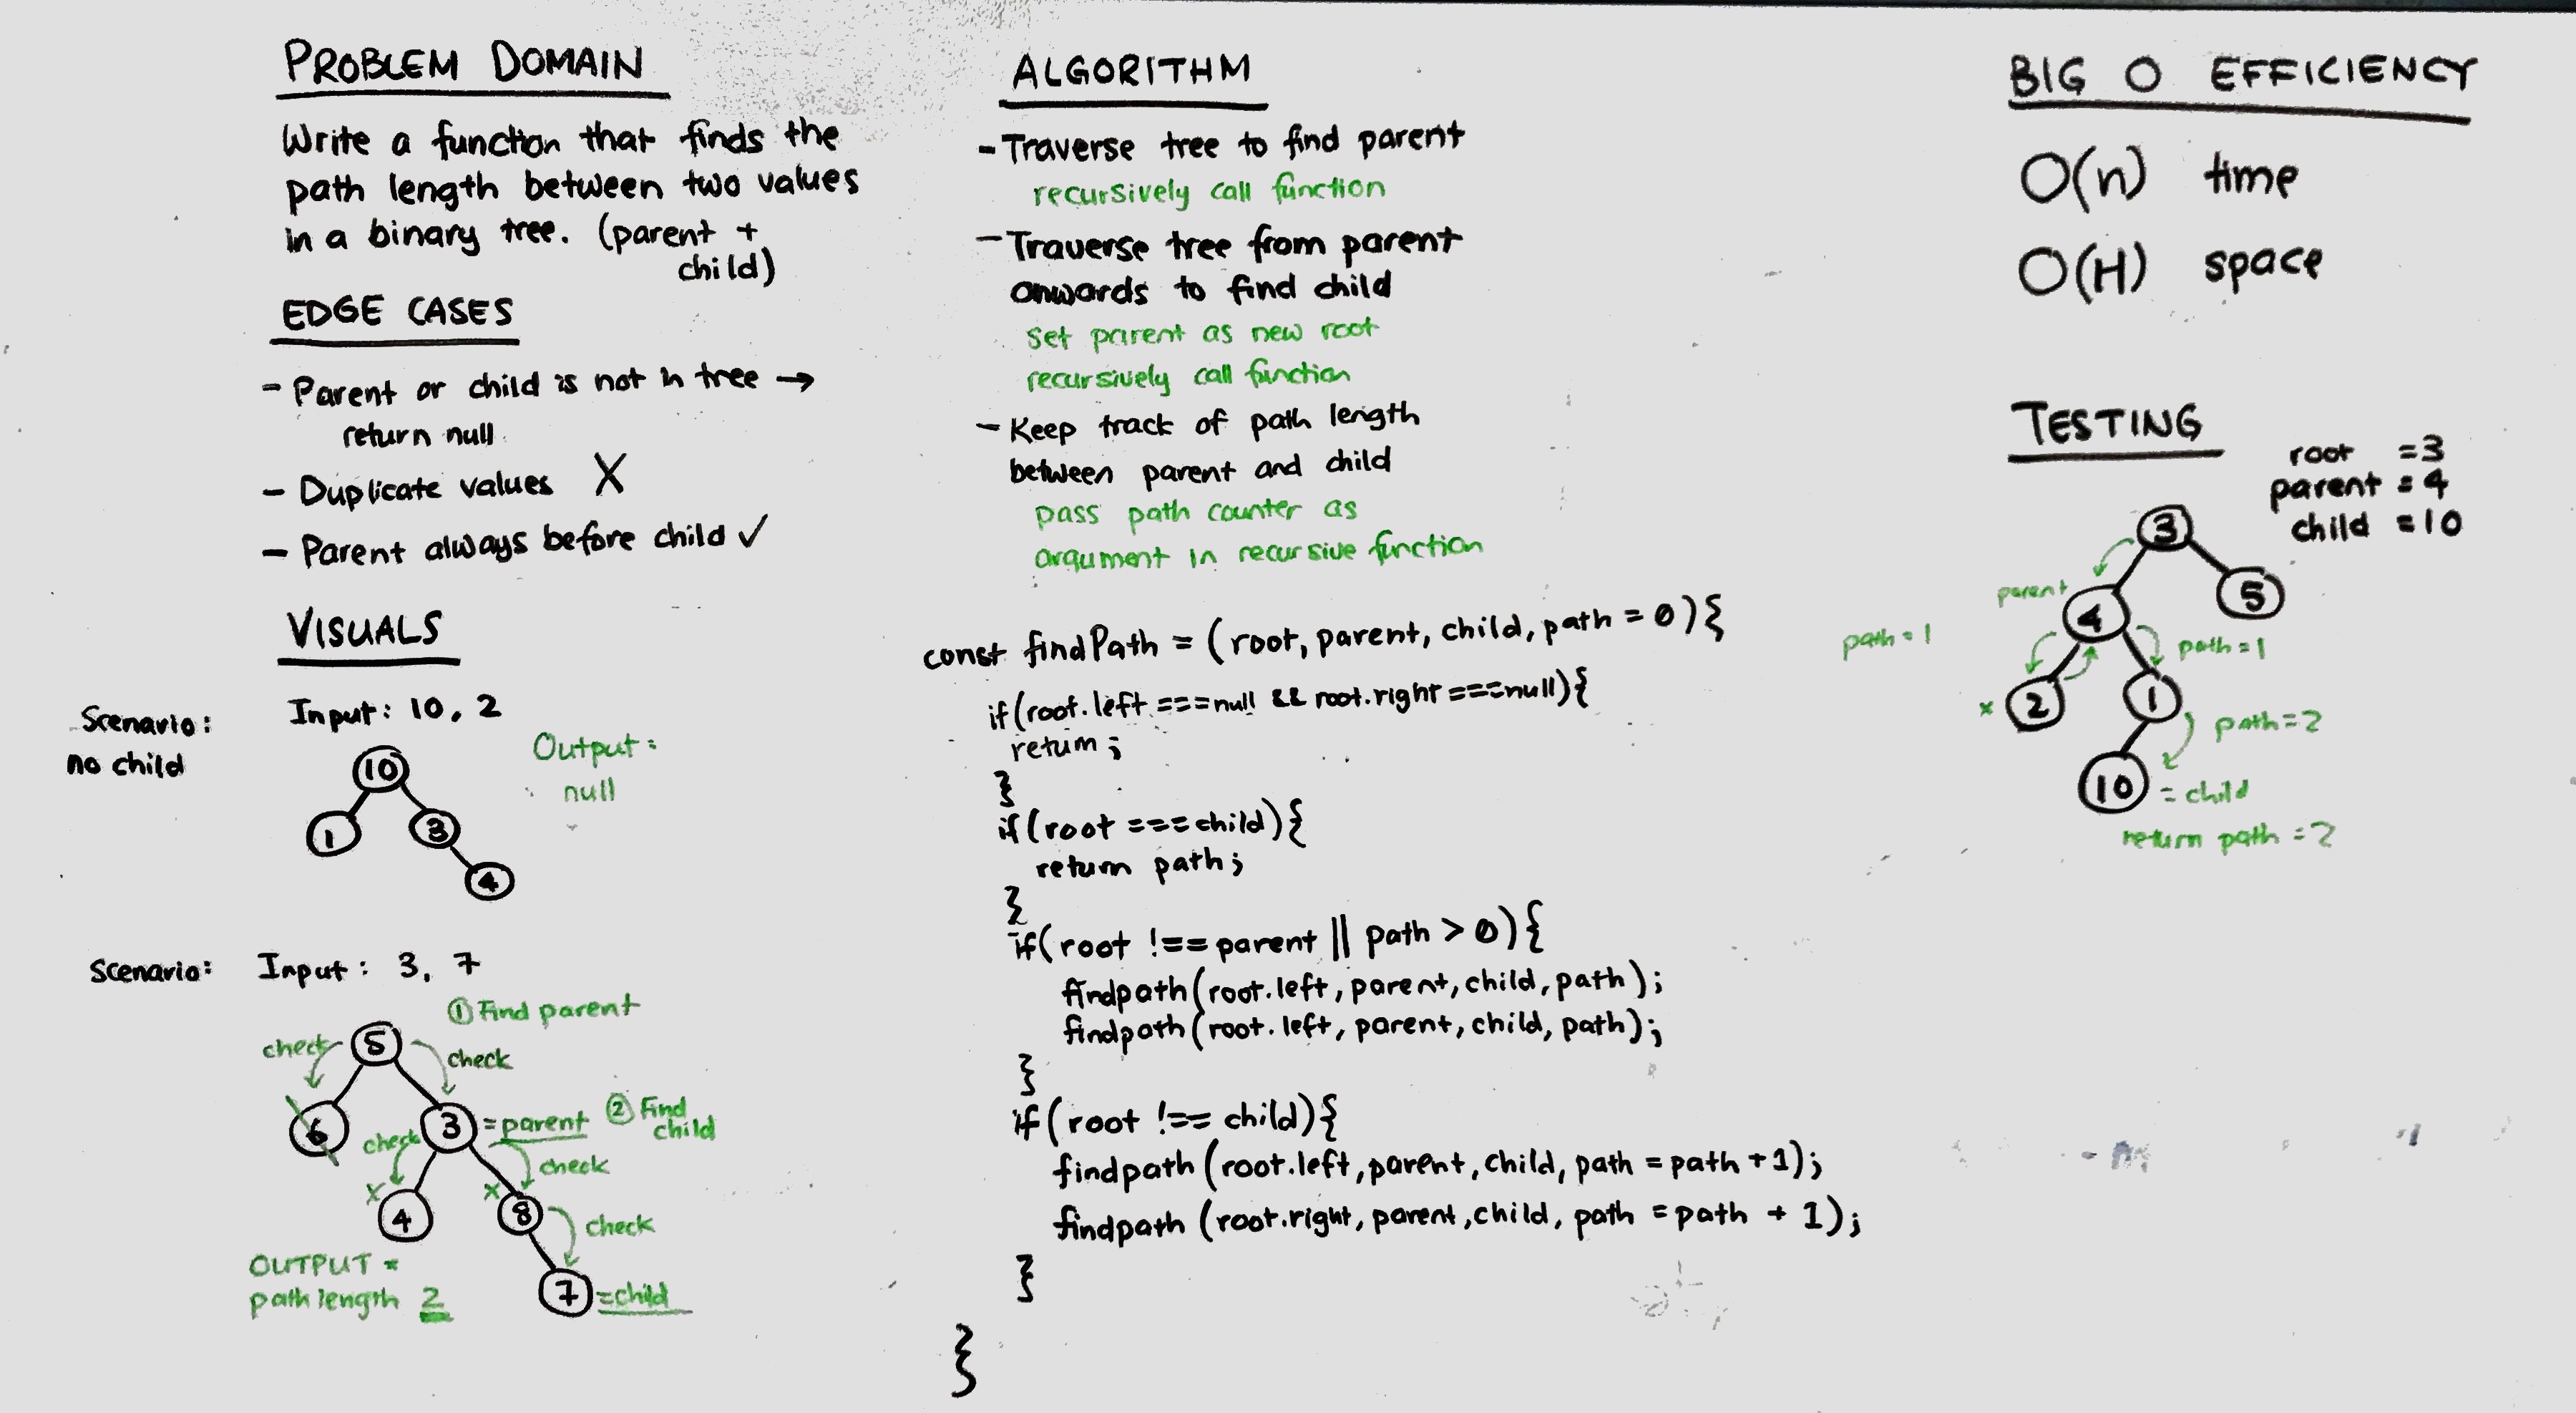 PROBLEM DOMAIN
Write a function that finds the
path length between two values
in a binary tree. (parent +
child)
EDGE CASES
- Parent or child is not in tree →
return null
- Duplicate values X
- Parent always before child ✓
VISUALS
Scenario:
no child
Input: 10, 2
Output:
null
10
1
3
4
Scenario:
Input: 3, 7
① Find parent
5
check
check
6
3
= parent
② Find
child
check
check
x
x
4
8
check
OUTPUT =
path length 2
7
= child
ALGORITHM
- Traverse tree to find parent
recursively call function
- Traverse tree from parent
onwards to find child
set parent as new root
recursively call function
- Keep track of path length
between parent and child
pass path counter as
argument in recursive function
const findPath = (root, parent, child, path = 0){
if(root.left === null && root.right === null){
return;
}
if(root === child){
return path;
}
if(root !== parent || path > 0){
findpath(root.left, parent, child, path);
findpath(root.left, parent, child, path);
}
if(root !== child){
findpath(root.left, parent, child, path = path + 1);
findpath(root.right, parent, child, path = path + 1);
}
}
BIG O EFFICIENCY
O(n) time
O(H) space
TESTING
root = 3
parent = 4
child = 10
3
parent
4
5
path = 1
path = 1
x
2
1
path = 2
10
= child
return path = 2